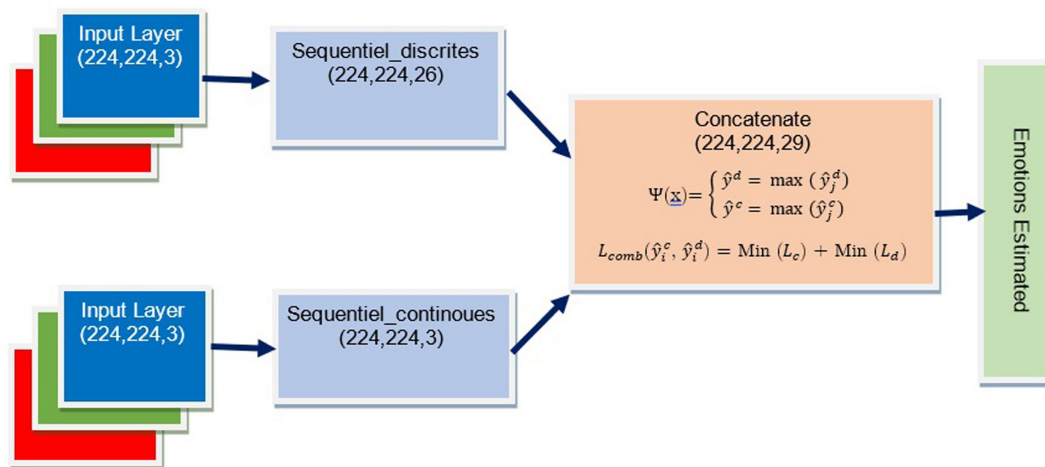 Input Layer
(224,224,3)
Sequentiel_discrites
(224,224,26)
Concatenate
(224,224,29)
Ψ(x)= { ŷ^d = max (ŷ_j^d)
ŷ^c = max (ŷ_j^c)
L_comb(ŷ_i^c, ŷ_i^d) = Min (L_c) + Min (L_d)
Emotions Estimated
Input Layer
(224,224,3)
Sequentiel_continoues
(224,224,3)